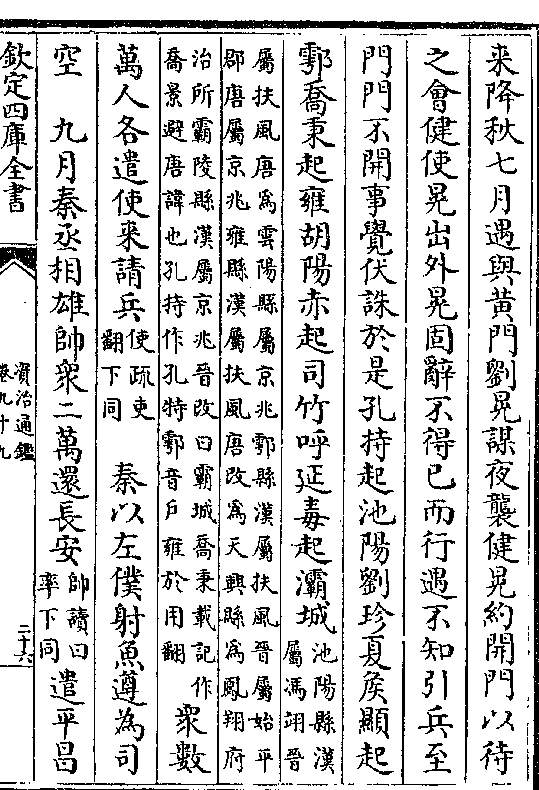 来降秋七月遇與黄門劉晃謀夜襲健晃約開門以待
之會健使晃出外晃固辭不得已而行遇不知引兵至
門門不開事覺伏誅於是孔持起池陽劉珍夏侯顯起
鄠喬秉起雍胡陽赤起司竹呼延毒起灞城
池陽縣漢
屬馮翊晉
屬扶風唐為雲陽縣屬京兆鄠縣漢屬扶風晉屬始平
郡唐屬京兆雍縣漢屬扶風唐改為天興縣為鳳翔府
治所霸陵縣漢屬京兆晉改曰霸城喬秉載記作
喬景避唐諱也孔持作孔特鄠音戶雍於用翻
衆數
萬人各遣使来請兵
使疏吏
翻下同
秦以左僕射魚遵為司
空　九月秦丞相雄帥衆二萬還長安
帥讀曰
率下同
遣平昌
欽定四庫全書
資治通鑑
卷九十九
二十六